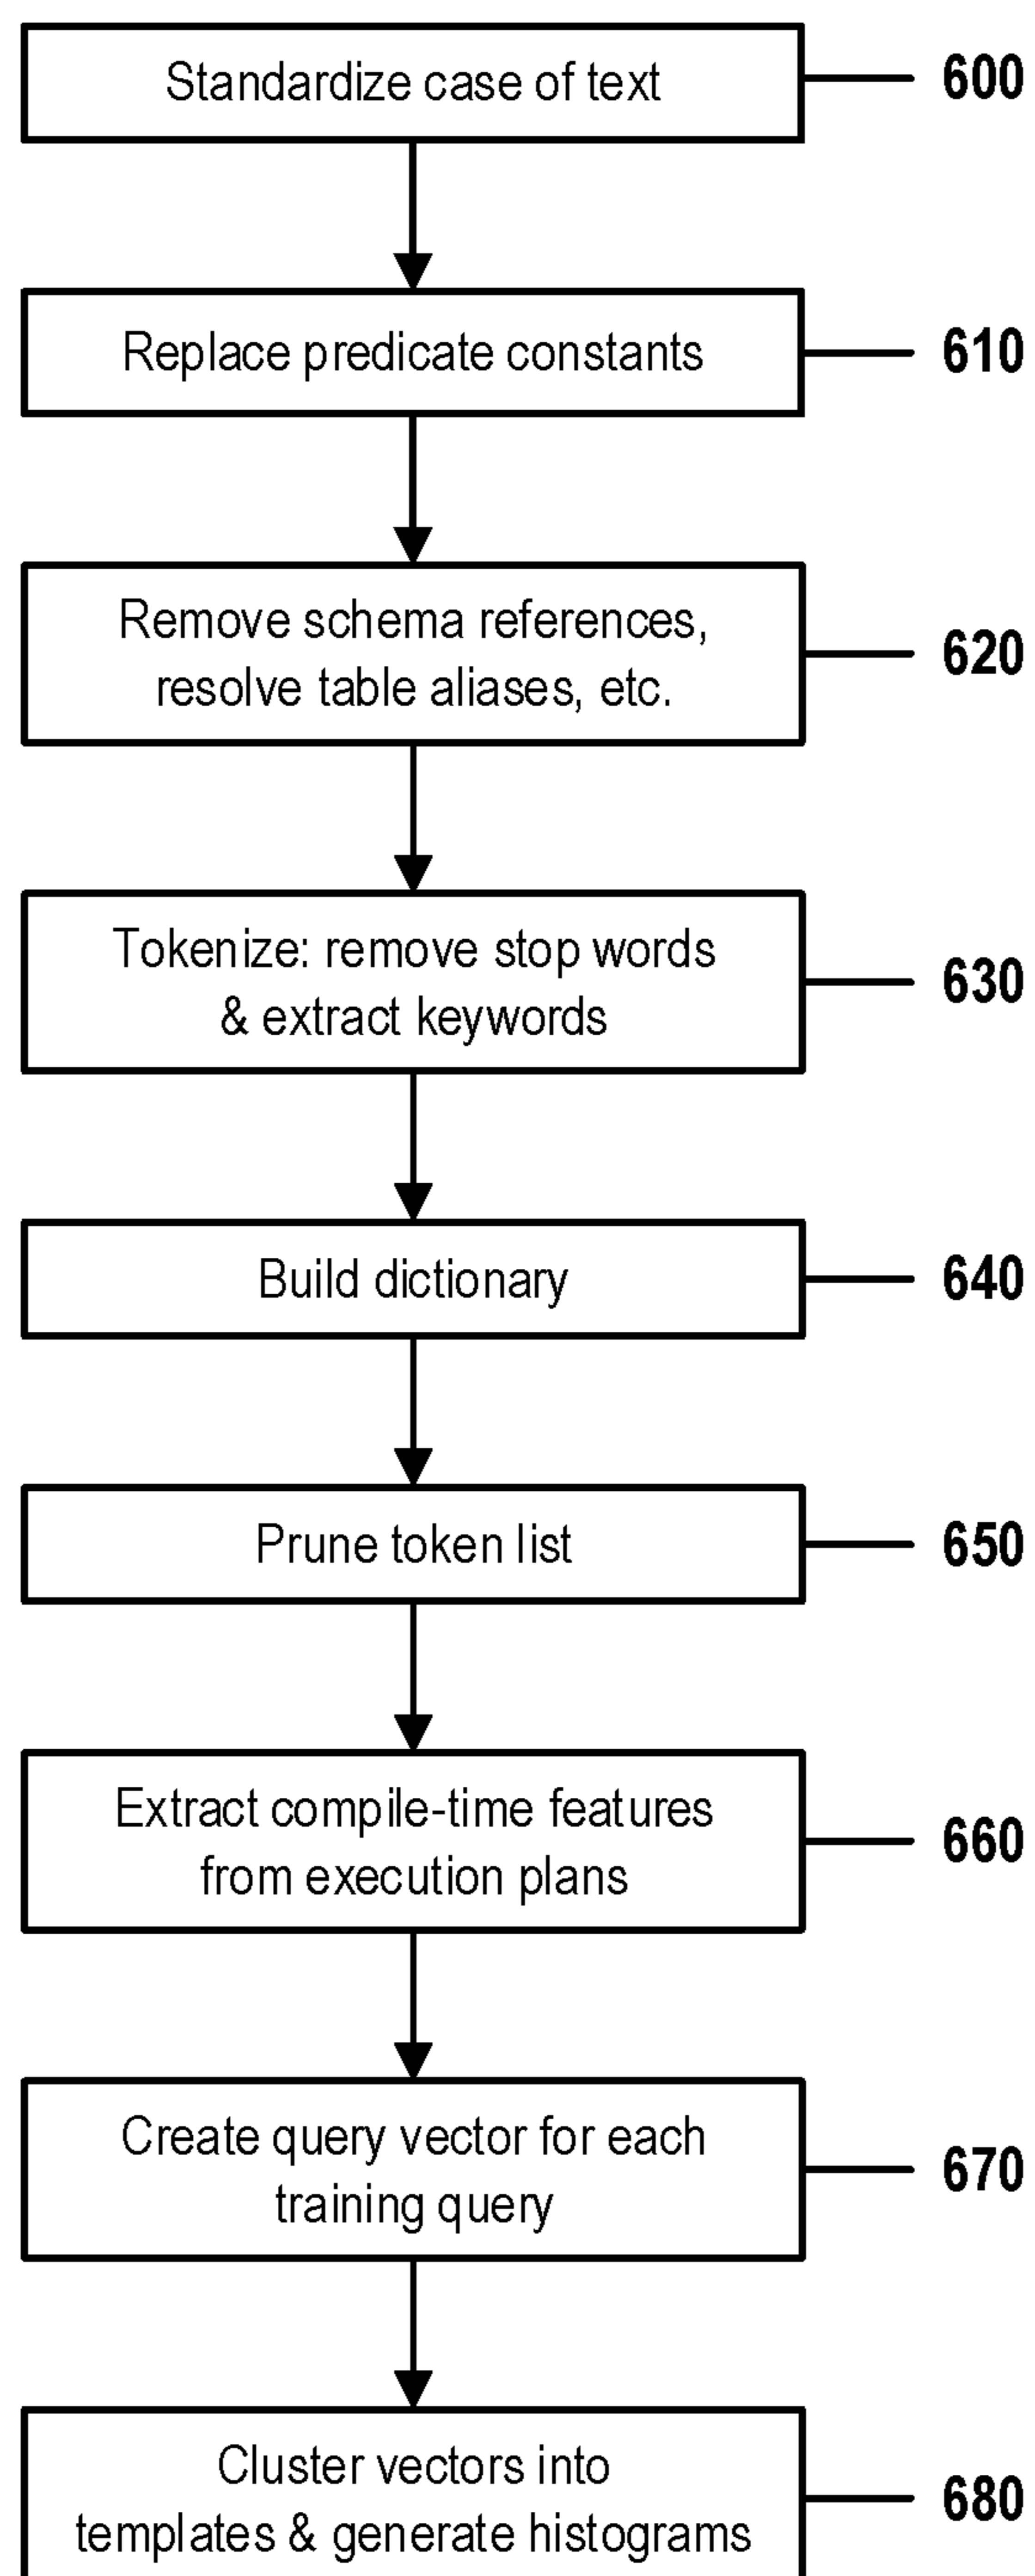 Standardize case of text
600
Replace predicate constants
610
Remove schema references,
resolve table aliases, etc.
620
Tokenize: remove stop words
& extract keywords
630
Build dictionary
640
Prune token list
650
Extract compile-time features
from execution plans
660
Create query vector for each
training query
670
Cluster vectors into
templates & generate histograms
680